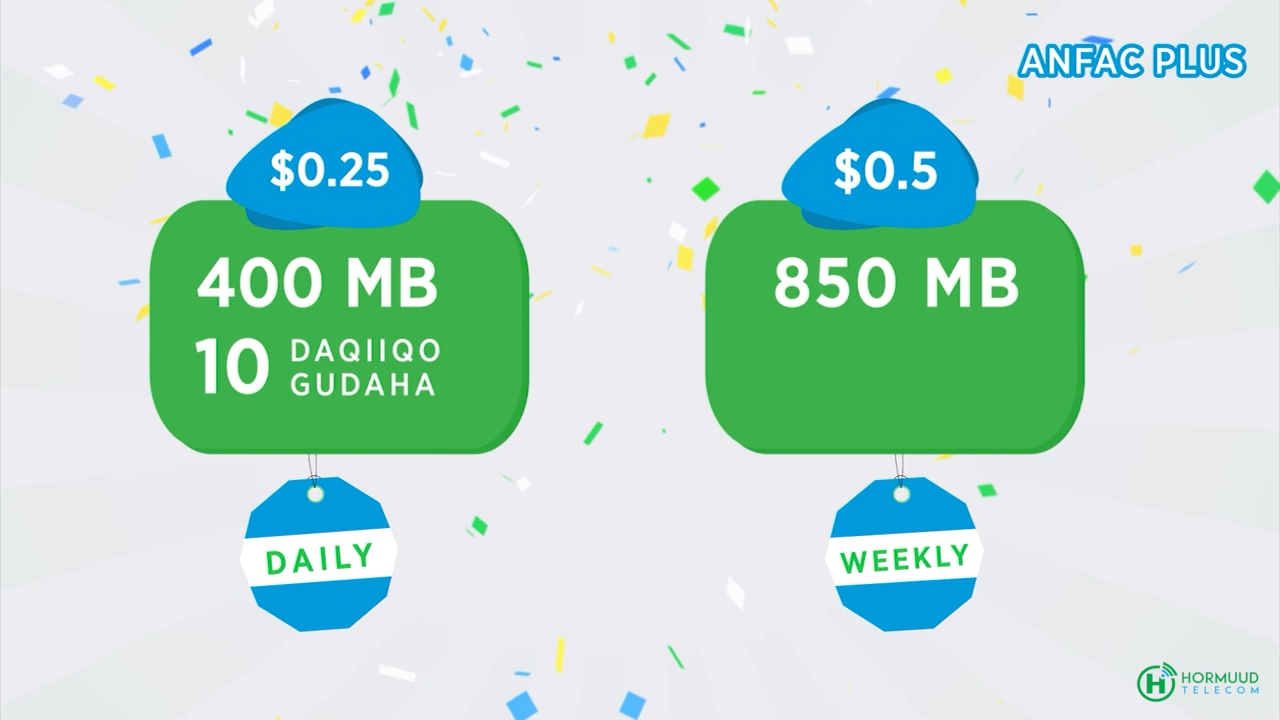 ANFAC PLUS
$0.25
400 MB
10 DAQIIQO
GUDAHA
DAILY
$0.5
850 MB
WEEKLY
HORMUUD
TELECOM